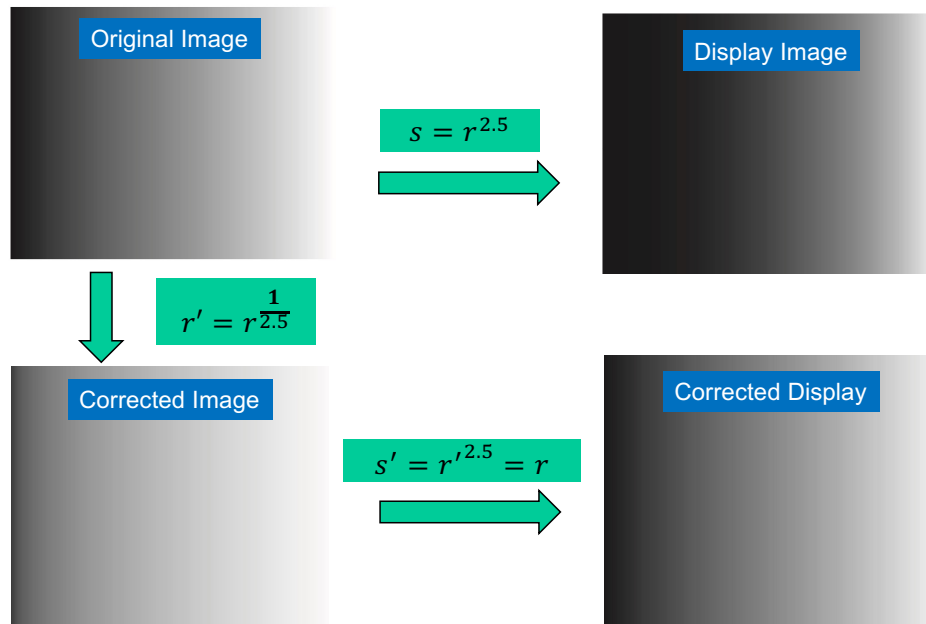 Original Image
Display Image
s = r^2.5
r′ = r^(1/2.5)
Corrected Image
Corrected Display
s′ = r′^2.5 = r